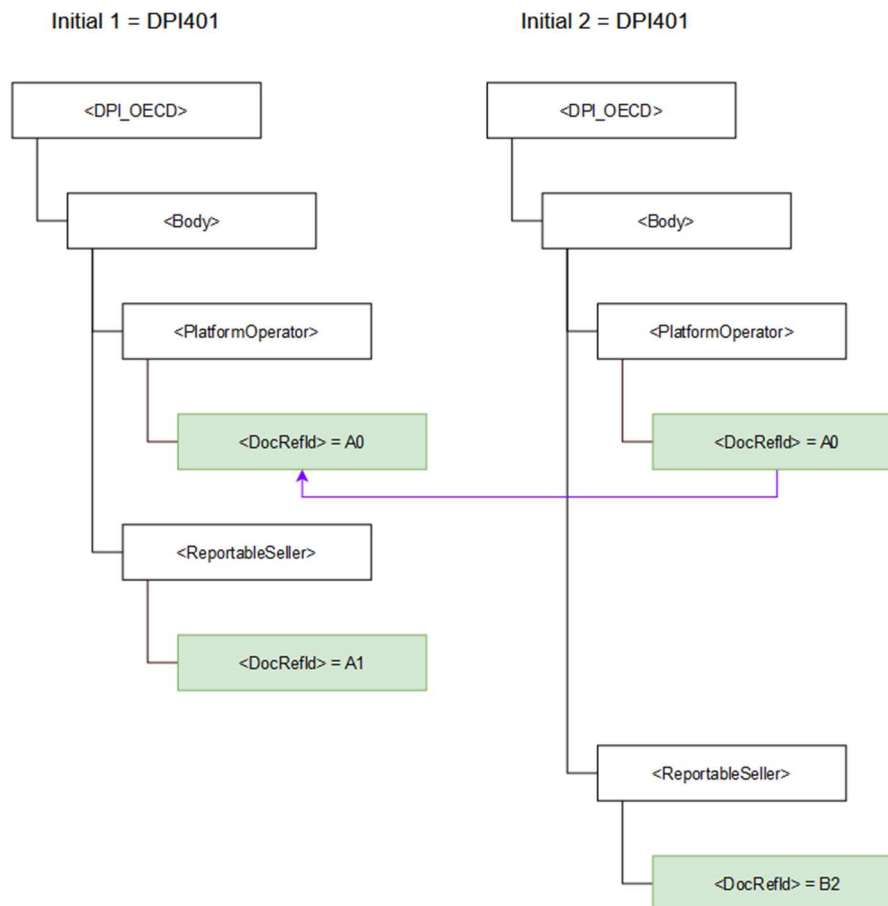 Initial 1 = DPI401
Initial 2 = DPI401
<DPI_OECD>
<DPI_OECD>
<Body>
<Body>
<PlatformOperator>
<PlatformOperator>
<DocRefId> = A0
<DocRefId> = A0
<ReportableSeller>
<DocRefId> = A1
<ReportableSeller>
<DocRefId> = B2